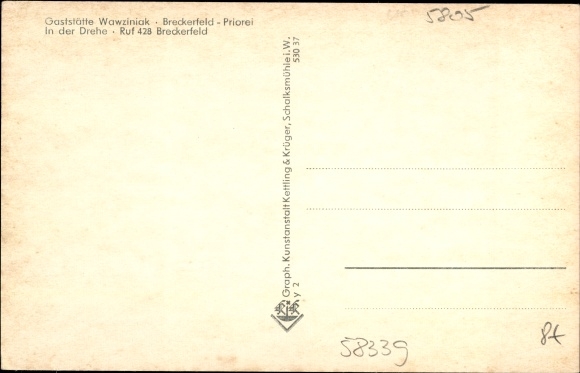 Gaststätte Wawziniak · Breckerfeld - Priorei
In der Drehe · Ruf 428 Breckerfeld
5805
Graph. Kunstanstalt Kettling & Krüger, Schalksmühle i. W.
530 37
y 2
58339
8+